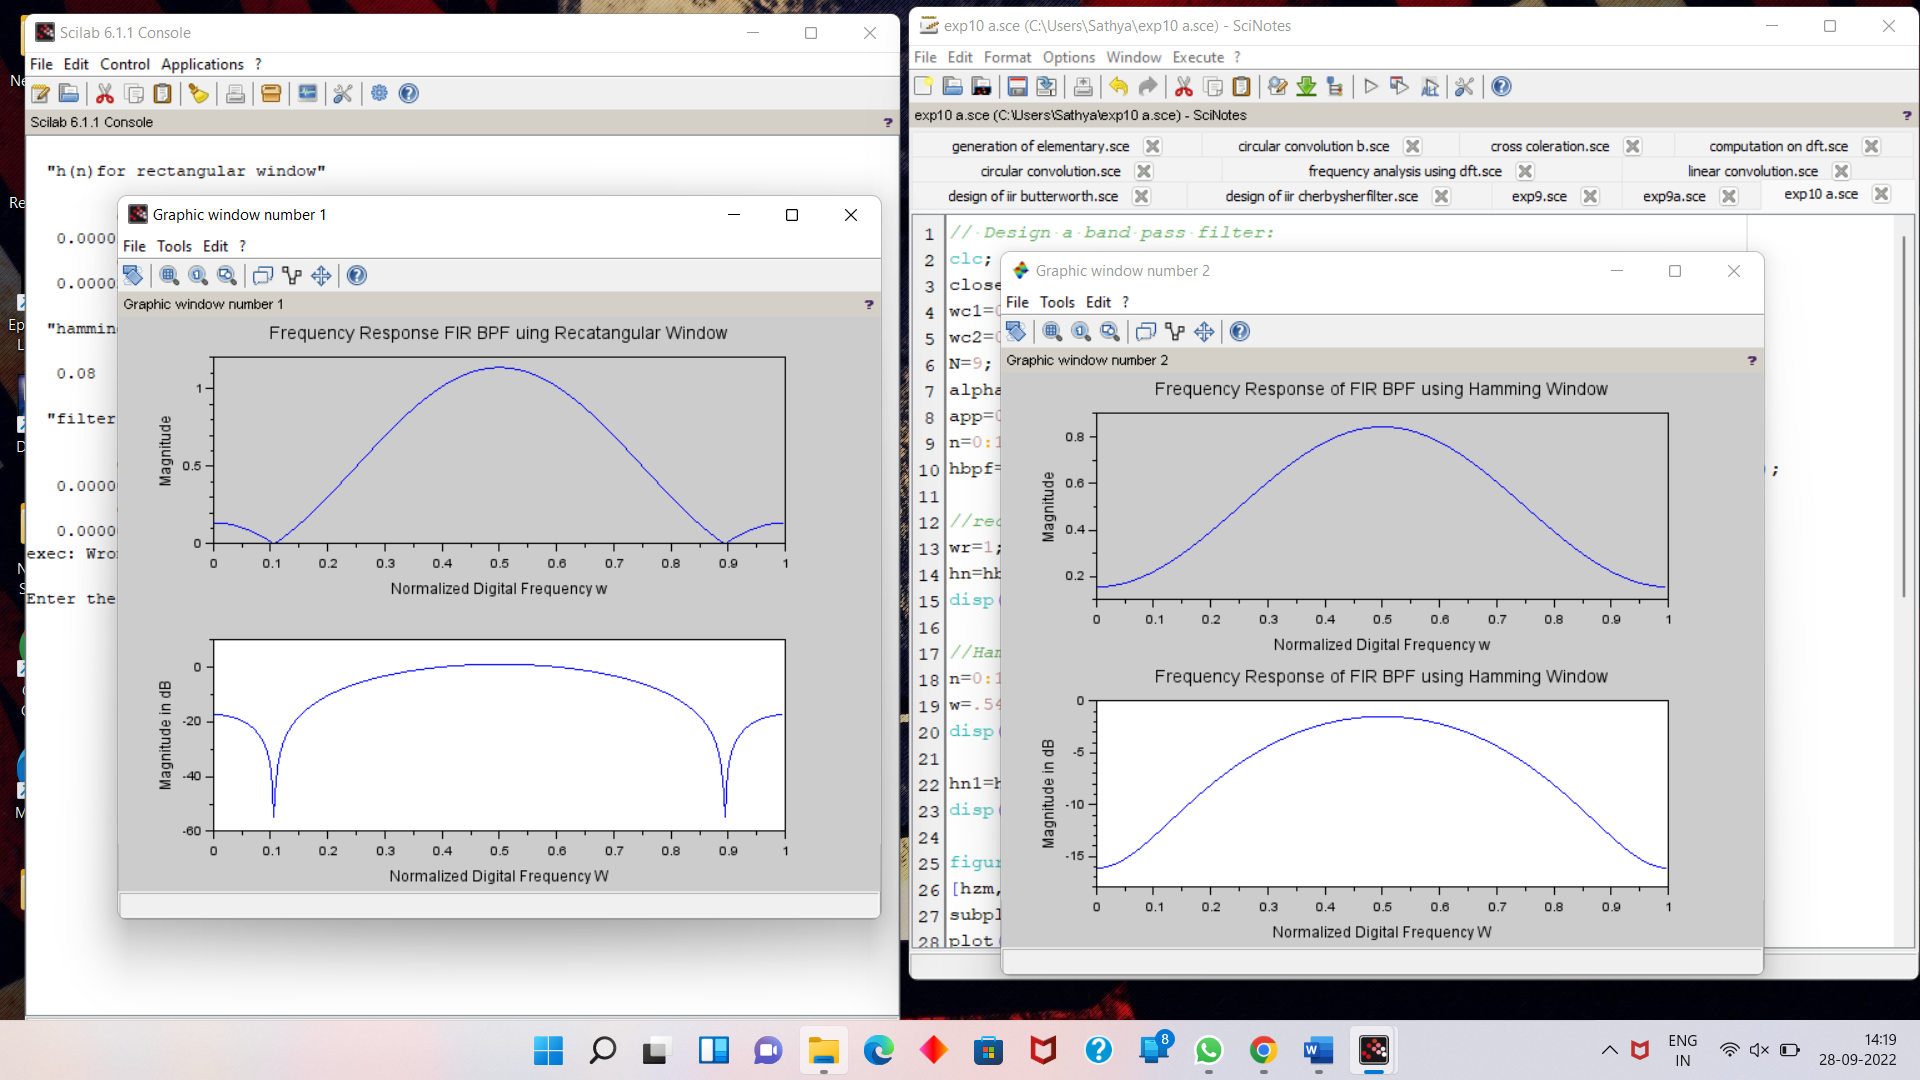 Scilab 6.1.1 Console
File Edit Control Applications ?
Scilab 6.1.1 Console ?
"h(n)for rectangular window"
0.0000
0.0000
"hammin
0.08
"filter
0.0000
0.0000
exec: Wro
Enter the
Graphic window number 1
File Tools Edit ?
Graphic window number 1 ?
Frequency Response FIR BPF uing Recatangular Window
Magnitude
1
0.5
0
0 0.1 0.2 0.3 0.4 0.5 0.6 0.7 0.8 0.9 1
Normalized Digital Frequency w
Magnitude in dB
0
-20
-40
-60
0 0.1 0.2 0.3 0.4 0.5 0.6 0.7 0.8 0.9 1
Normalized Digital Frequency W
exp10 a.sce (C:\Users\Sathya\exp10 a.sce) - SciNotes
File Edit Format Options Window Execute ?
exp10 a.sce (C:\Users\Sathya\exp10 a.sce) - SciNotes ?
generation of elementary.sce circular convolution b.sce cross coleration.sce computation on dft.sce
circular convolution.sce frequency analysis using dft.sce linear convolution.sce
design of iir butterworth.sce design of iir cherbysherfilter.sce exp9.sce exp9a.sce exp10 a.sce
1 // Design a band pass filter:
2 clc;
3 close
4 wc1=
5 wc2=
6 N=9;
7 alpha
8 app=
9 n=0:1
10 hbpf= ;
11
12 //rec
13 wr=1;
14 hn=hb
15 disp(
16
17 //Ham
18 n=0:1
19 w=.54
20 disp(
21
22 hn1=h
23 disp(
24
25 figur
26 [hzm,
27 subpl
28 plot(
Graphic window number 2
File Tools Edit ?
Graphic window number 2 ?
Frequency Response of FIR BPF using Hamming Window
Magnitude
0.8
0.6
0.4
0.2
0 0.1 0.2 0.3 0.4 0.5 0.6 0.7 0.8 0.9 1
Normalized Digital Frequency w
Frequency Response of FIR BPF using Hamming Window
Magnitude in dB
0
-5
-10
-15
0 0.1 0.2 0.3 0.4 0.5 0.6 0.7 0.8 0.9 1
Normalized Digital Frequency W
8
ENG
IN
14:19
28-09-2022